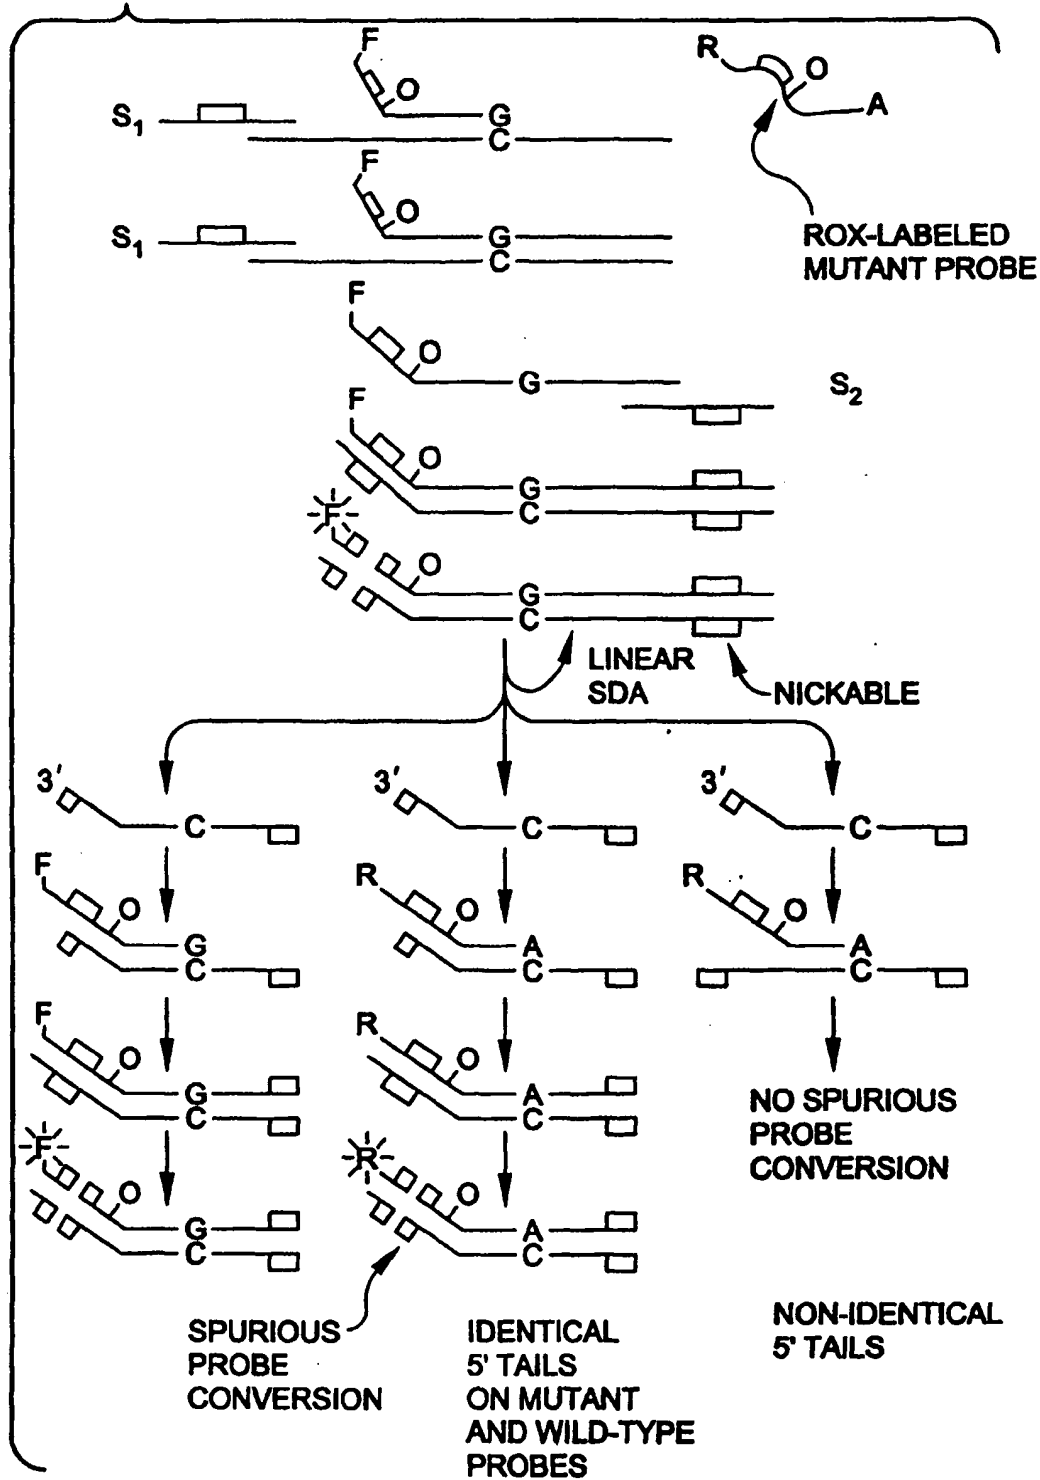 F
R
O
O
S1
G
A
C
F
O
S1
G
C
ROX-LABELED
MUTANT PROBE
F
O
G
S2
F
O
G
C
F
O
G
C
LINEAR
SDA
NICKABLE
3'
3'
3'
C
C
C
F
R
R
O
O
O
G
A
A
C
C
C
F
R
O
O
G
A
C
C
NO SPURIOUS
PROBE
CONVERSION
F
R
O
O
G
A
C
C
SPURIOUS
PROBE
CONVERSION
IDENTICAL
5' TAILS
ON MUTANT
AND WILD-TYPE
PROBES
NON-IDENTICAL
5' TAILS